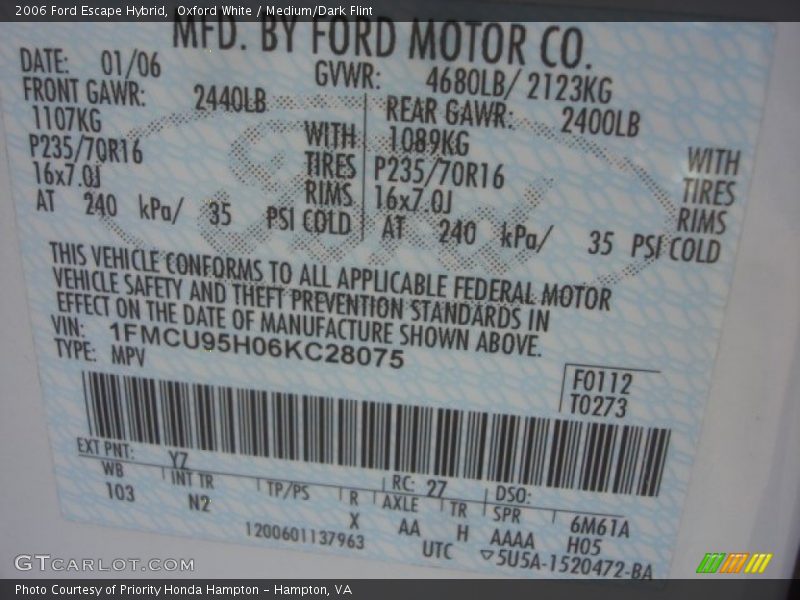 2006 Ford Escape Hybrid, Oxford White / Medium/Dark Flint
MFD. BY FORD MOTOR CO.
DATE: 01/06 GVWR: 4680LB/ 2123KG
FRONT GAWR: 2440LB REAR GAWR: 2400LB
1107KG WITH 1089KG WITH
P235/70R16 TIRES P235/70R16 TIRES
16x7.0J RIMS 16x7.0J RIMS
AT 240 kPa/ 35 PSI COLD AT 240 kPa/ 35 PSI COLD
THIS VEHICLE CONFORMS TO ALL APPLICABLE FEDERAL MOTOR
VEHICLE SAFETY AND THEFT PREVENTION STANDARDS IN
EFFECT ON THE DATE OF MANUFACTURE SHOWN ABOVE.
VIN: 1FMCU95H06KC28075
TYPE: MPV
F0112
T0273
EXT PNT: YZ RC: 27 DSO:
WB INT TR TP/PS R AXLE TR SPR 6M61A
103 N2 X AA H AAAA H05
1200601137963 UTC ▽5U5A-1520472-BA
Ford
GTCARLOT.COM
Photo Courtesy of Priority Honda Hampton - Hampton, VA